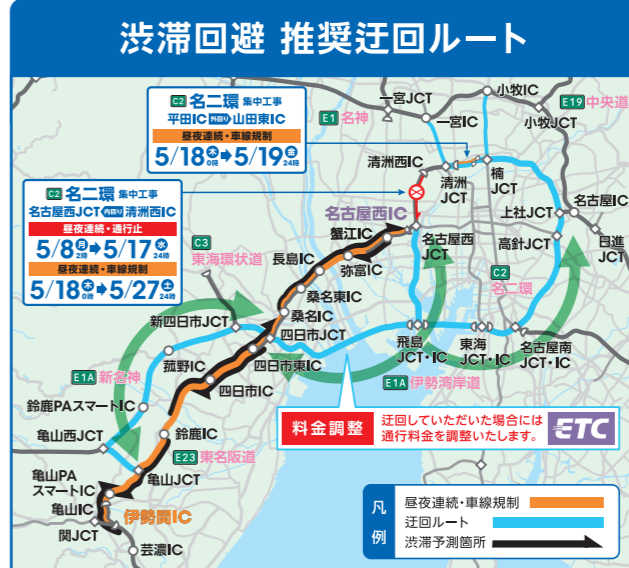 渋滞回避 推奨迂回ルート
C2 名二環 集中工事
平田IC 外回り 山田東IC
昼夜連続・車線規制
5/18 木 0時 5/19 金 24時
C2 名二環 集中工事
名古屋西JCT 内回り 清洲西IC
昼夜連続・通行止
5/8 月 2時 5/17 水 24時
昼夜連続・車線規制
5/18 木 0時 5/27 土 24時
小牧IC
一宮JCT
E19 中央道
E1 名神
一宮IC
小牧JCT
清洲西IC
清洲
JCT
楠
JCT
名古屋IC
上社JCT
名古屋西IC
高針JCT
日進
JCT
蟹江IC
名古屋西
JCT
C3
東海環状道
長島IC
弥富IC
C2
名二環
桑名東IC
桑名IC
新四日市JCT
四日市JCT
飛島
JCT・IC
東海
JCT・IC
名古屋南
JCT・IC
四日市東IC
菰野IC
E1A 新名神
E1A 伊勢湾岸道
四日市IC
鈴鹿PAスマートIC
料金調整
迂回していただいた場合には
通行料金を調整いたします。
ETC
亀山西JCT
鈴鹿IC
E23 東名阪道
亀山JCT
亀山PA
スマートIC
亀山IC
伊勢関IC
関JCT
芸濃IC
凡例
昼夜連続・車線規制
迂回ルート
渋滞予測箇所